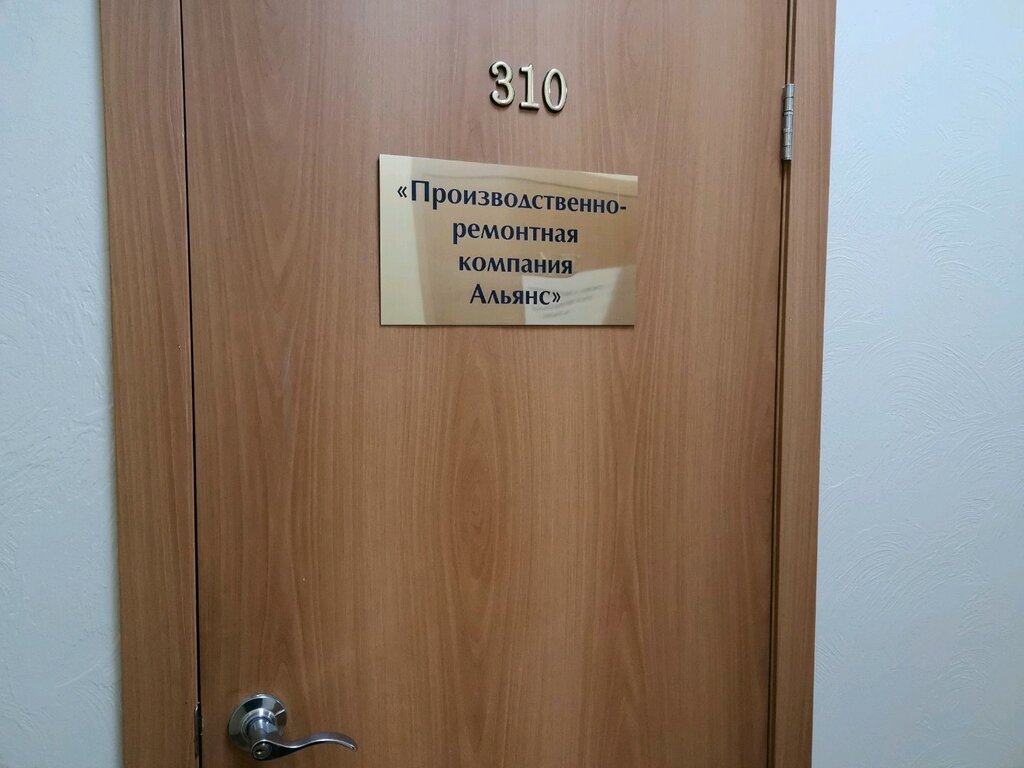 310
«Производственно-
ремонтная
компания
Альянс»